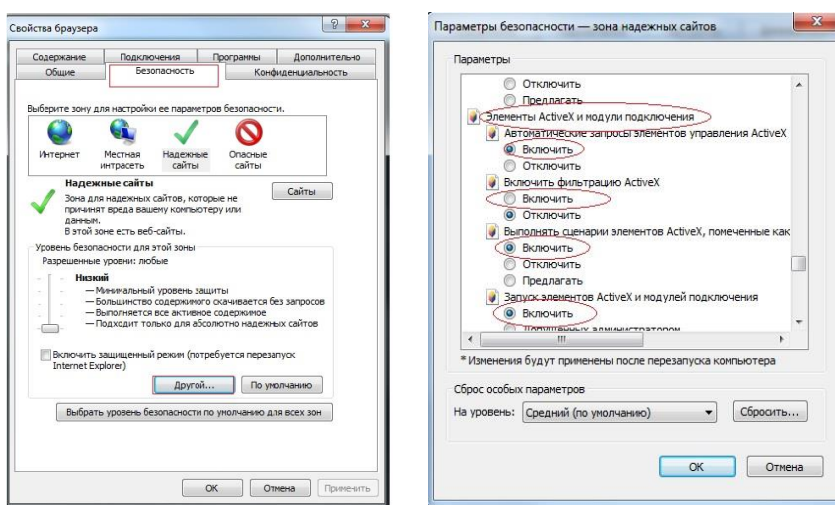 Свойства браузера
Содержание
Подключения
Программы
Дополнительно
Общие
Безопасность
Конфиденциальность
Выберите зону для настройки ее параметров безопасности.
Интернет
Местная интрасеть
Надежные сайты
Опасные сайты
Надежные сайты
Сайты
Зона для надежных сайтов, которые не
причинят вреда вашему компьютеру или
данным.
В этой зоне есть веб-сайты.
Уровень безопасности для этой зоны
Разрешенные уровни: любые
Низкий
— Минимальный уровень защиты
— Большинство содержимого скачивается без запросов
— Выполняется все активное содержимое
— Подходит только для абсолютно надежных сайтов
Включить защищенный режим (потребуется перезапуск
Internet Explorer)
Другой...
По умолчанию
Выбрать уровень безопасности по умолчанию для всех зон
OK
Отмена
Применить
Параметры безопасности — зона надежных сайтов
Параметры
Отключить
Предлагать
Элементы ActiveX и модули подключения
Автоматические запросы элементов управления ActiveX
Включить
Отключить
Включить фильтрацию ActiveX
Включить
Отключить
Выполнять сценарии элементов ActiveX, помеченные как
Включить
Отключить
Предлагать
Запуск элементов ActiveX и модулей подключения
Включить
Допущенных администратором
*Изменения будут применены после перезапуска компьютера
Сброс особых параметров
На уровень:
Средний (по умолчанию)
Сбросить...
OK
Отмена